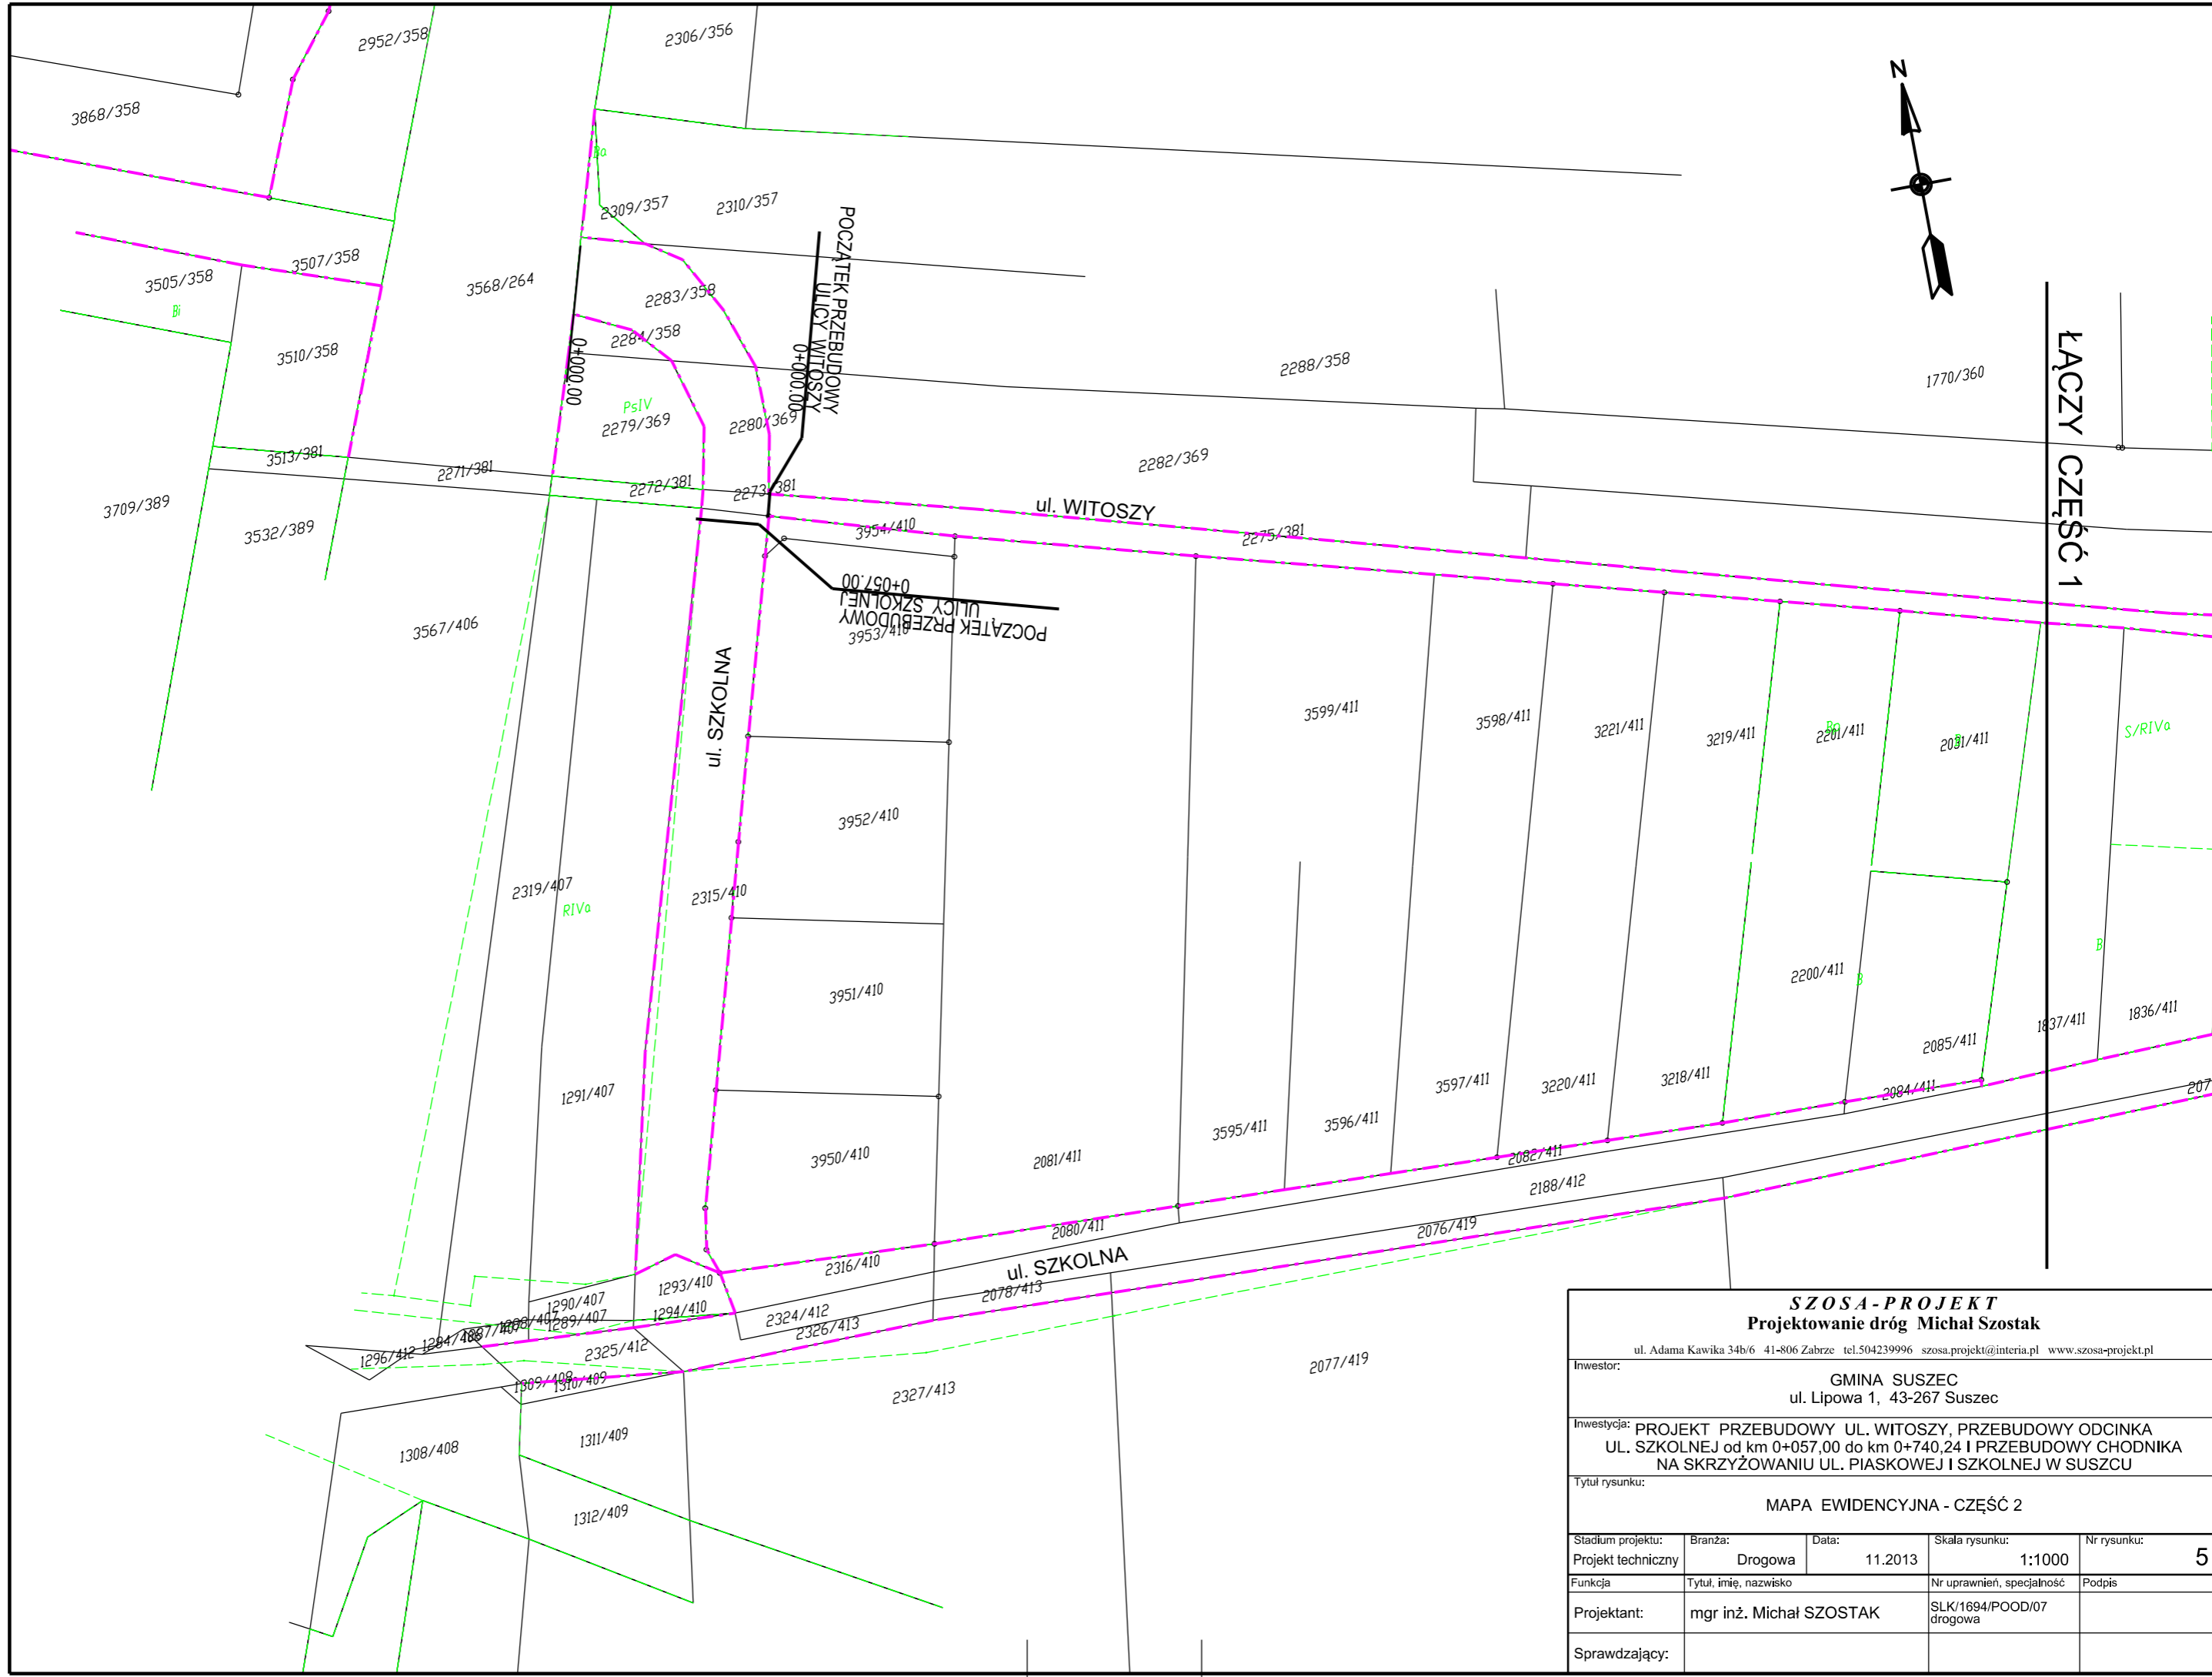 2952/358
2306/356
3868/358
N
Ba
2309/357
2310/357
3507/358
3505/358
Bi
3568/264
2283/358
POCZĄTEK PRZEBUDOWY
ULICY WITOSZY
0+000.00
2284/358
3510/358
0+000.00
2288/358
1770/360
ŁĄCZY CZĘŚĆ 1
PsIV
2279/369
2280/369
2282/369
3513/381
2271/381
2272/381
2273/381
ul. WITOSZY
3709/389
3532/389
3954/410
2275/381
POCZĄTEK PRZEBUDOWY
ULICY SZKOLNEJ
0+057.00
3567/406
3953/410
ul. SZKOLNA
3599/411
3598/411
3221/411
3219/411
Bp
2201/411
B
2031/411
S/RIVa
3952/410
2319/407
RIVa
2315/410
3951/410
2200/411
B
B
1837/411
1836/411
2085/411
1291/407
3597/411
3220/411
3218/411
2084/411
207
3595/411
3596/411
3950/410
2081/411
2082/411
2188/412
2080/411
2076/419
2316/410
ul. SZKOLNA
1293/410
2078/413
1290/407
1294/410
1288/407
1289/407
1287/407
1284/406
2324/412
2326/413
1296/412
2325/412
1309/408
1310/409
2327/413
2077/419
1308/408
1311/409
1312/409
SZOSA-PROJEKT
Projektowanie dróg Michał Szostak
ul. Adama Kawika 34b/6 41-806 Zabrze tel.504239996 szosa.projekt@interia.pl www.szosa-projekt.pl
Inwestor:
GMINA SUSZEC
ul. Lipowa 1, 43-267 Suszec
Inwestycja: PROJEKT PRZEBUDOWY UL. WITOSZY, PRZEBUDOWY ODCINKA
UL. SZKOLNEJ od km 0+057,00 do km 0+740,24 I PRZEBUDOWY CHODNIKA
NA SKRZYŻOWANIU UL. PIASKOWEJ I SZKOLNEJ W SUSZCU
Tytuł rysunku:
MAPA EWIDENCYJNA - CZĘŚĆ 2
Stadium projektu: Branża: Data: Skala rysunku: Nr rysunku:
Projekt techniczny Drogowa 11.2013 1:1000 5
Funkcja Tytuł, imię, nazwisko Nr uprawnień, specjalność Podpis
Projektant: mgr inż. Michał SZOSTAK SLK/1694/POOD/07
drogowa
Sprawdzający: